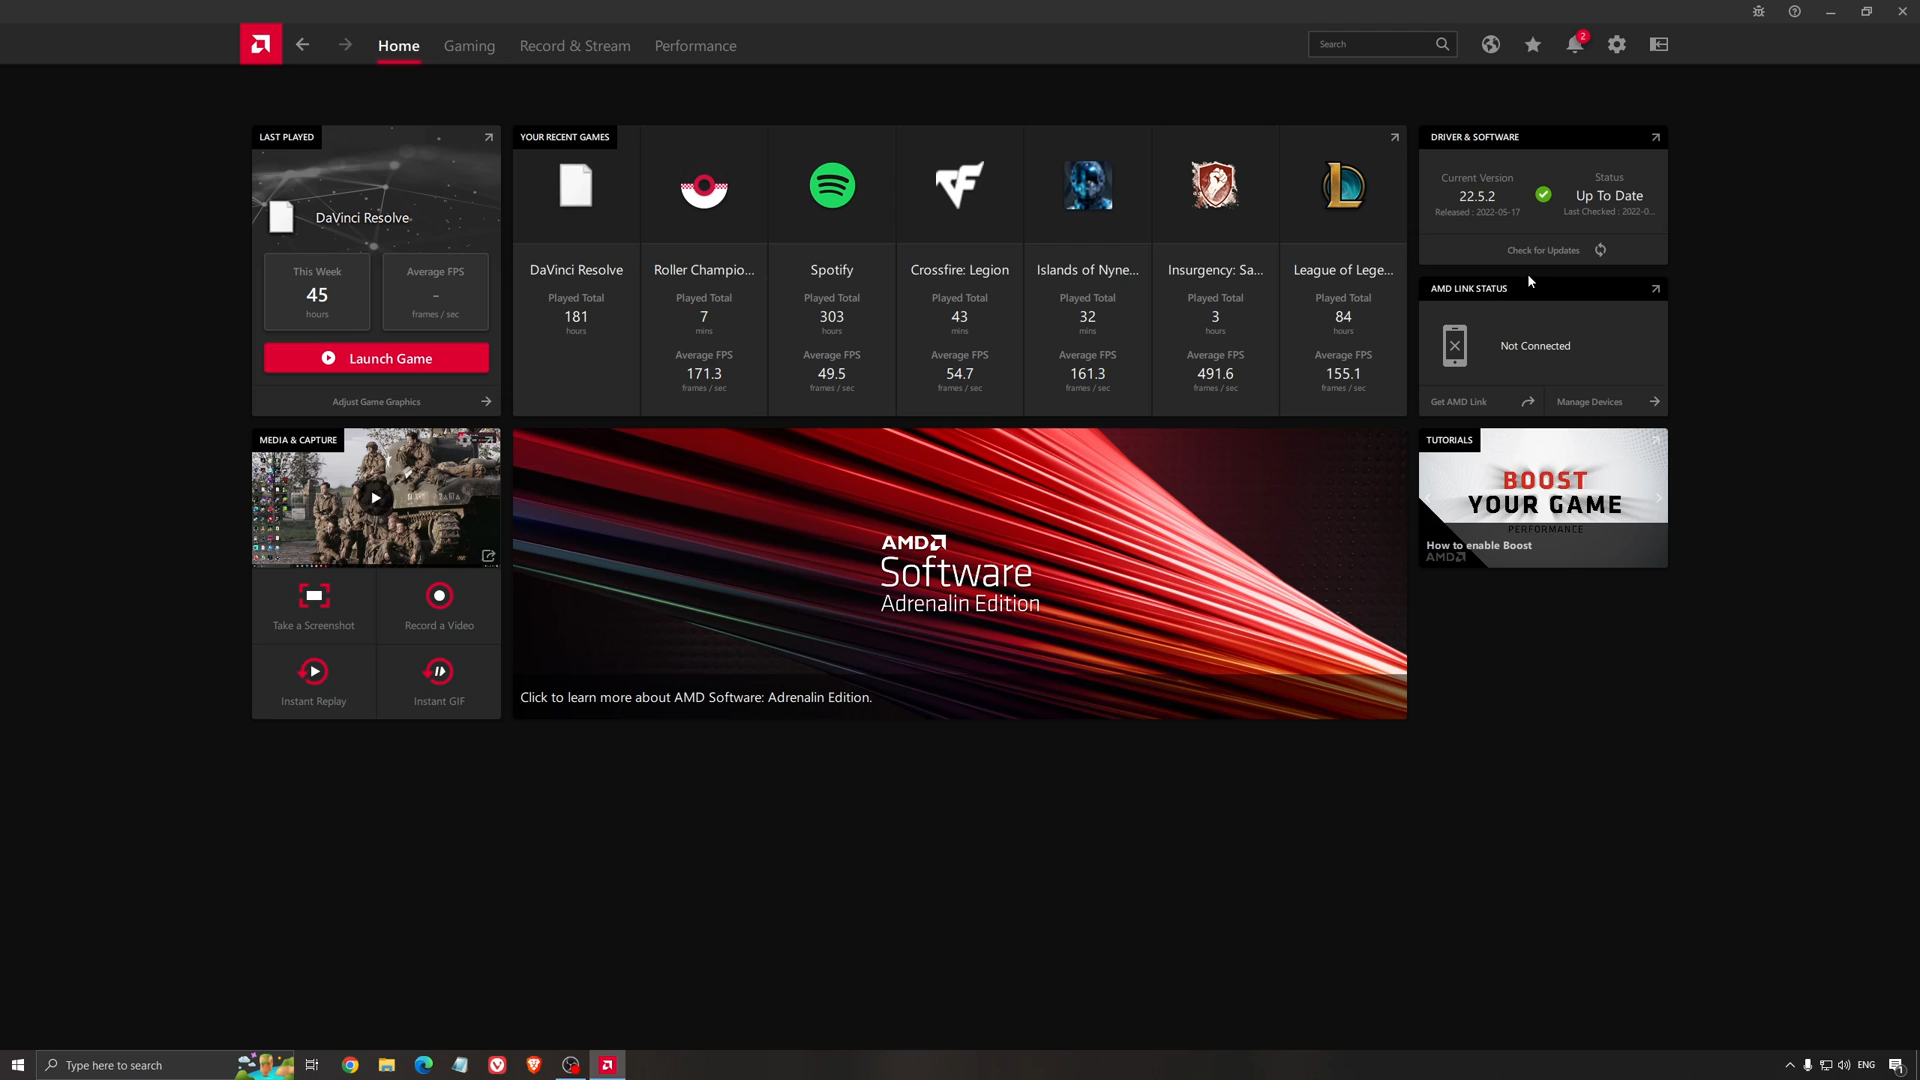 Home
Gaming
Record & Stream
Performance
Search
2
LAST PLAYED
DaVinci Resolve
This Week
45
hours
Average FPS
–
frames / sec
Launch Game
Adjust Game Graphics
YOUR RECENT GAMES
DaVinci Resolve
Played Total
181
hours
Roller Champio...
Played Total
7
mins
Average FPS
171.3
frames / sec
Spotify
Played Total
303
hours
Average FPS
49.5
frames / sec
Crossfire: Legion
Played Total
43
mins
Average FPS
54.7
frames / sec
Islands of Nyne...
Played Total
32
mins
Average FPS
161.3
frames / sec
Insurgency: Sa...
Played Total
3
hours
Average FPS
491.6
frames / sec
League of Lege...
Played Total
84
hours
Average FPS
155.1
frames / sec
DRIVER & SOFTWARE
Current Version
22.5.2
Released : 2022-05-17
Status
Up To Date
Last Checked : 2022-0...
Check for Updates
AMD LINK STATUS
Not Connected
Get AMD Link
Manage Devices
MEDIA & CAPTURE
Take a Screenshot
Record a Video
Instant Replay
Instant GIF
AMD
Software
Adrenalin Edition
Click to learn more about AMD Software: Adrenalin Edition.
TUTORIALS
BOOST
YOUR GAME
PERFORMANCE
How to enable Boost
AMD
Type here to search
ENG
1